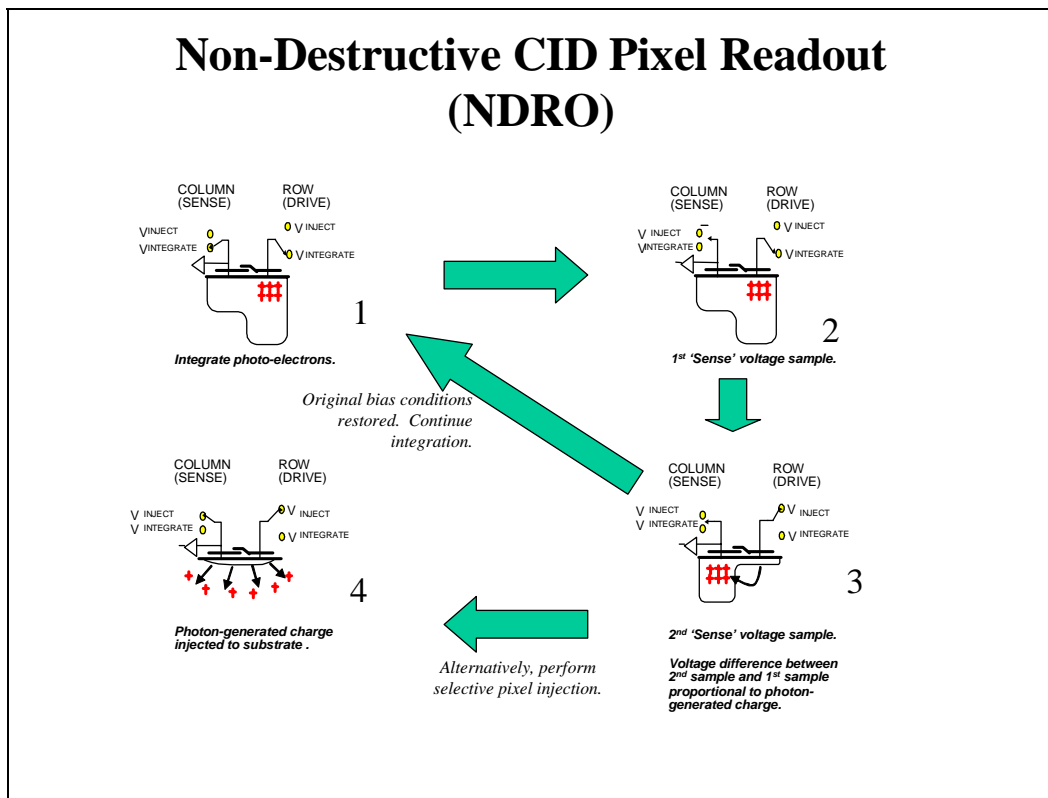 Non-Destructive CID Pixel Readout
(NDRO)
COLUMN
(SENSE)
ROW
(DRIVE)
VINJECT
VINTEGRATE
V INJECT
V INTEGRATE
1
Integrate photo-electrons.
COLUMN
(SENSE)
ROW
(DRIVE)
V INJECT
VINTEGRATE
V INJECT
V INTEGRATE
2
1st ‘Sense’ voltage sample.
Original bias conditions
restored. Continue
integration.
COLUMN
(SENSE)
ROW
(DRIVE)
V INJECT
V INTEGRATE
V INJECT
V INTEGRATE
3
2nd ‘Sense’ voltage sample.
Voltage difference between
2nd sample and 1st sample
proportional to photon-
generated charge.
COLUMN
(SENSE)
ROW
(DRIVE)
V INJECT
V INTEGRATE
V INJECT
V INTEGRATE
4
Photon-generated charge
injected to substrate .
Alternatively, perform
selective pixel injection.